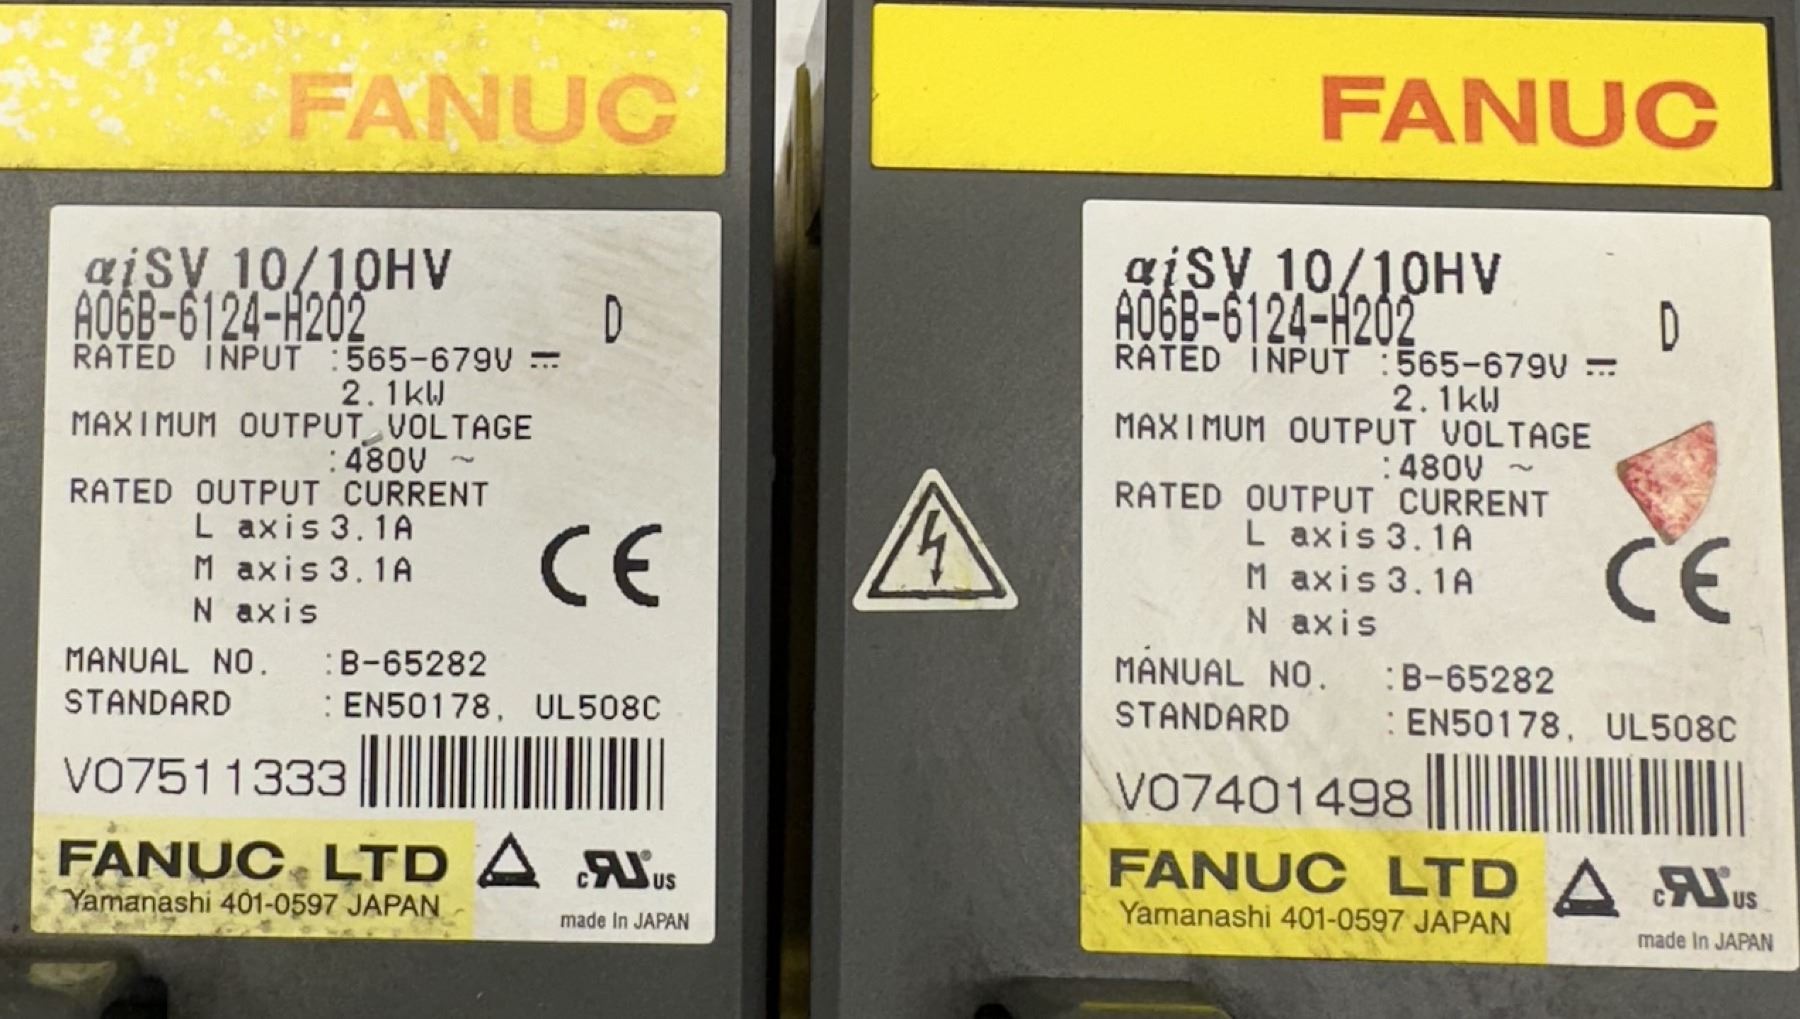 FANUC
αiSV 10/10HV
A06B-6124-H202 D
RATED INPUT :565-679V ⎓
2.1kW
MAXIMUM OUTPUT VOLTAGE
:480V ~
RATED OUTPUT CURRENT
L axis 3.1A
M axis 3.1A
N axis
CE
MANUAL NO. :B-65282
STANDARD :EN50178, UL508C
V07511333
FANUC LTD
Yamanashi 401-0597 JAPAN
c RU US
made In JAPAN
FANUC
αiSV 10/10HV
A06B-6124-H202 D
RATED INPUT :565-679V ⎓
2.1kW
MAXIMUM OUTPUT VOLTAGE
:480V ~
RATED OUTPUT CURRENT
L axis 3.1A
M axis 3.1A
N axis
CE
MANUAL NO. :B-65282
STANDARD :EN50178, UL508C
V07401498
FANUC LTD
Yamanashi 401-0597 JAPAN
c RU US
made In JAPAN